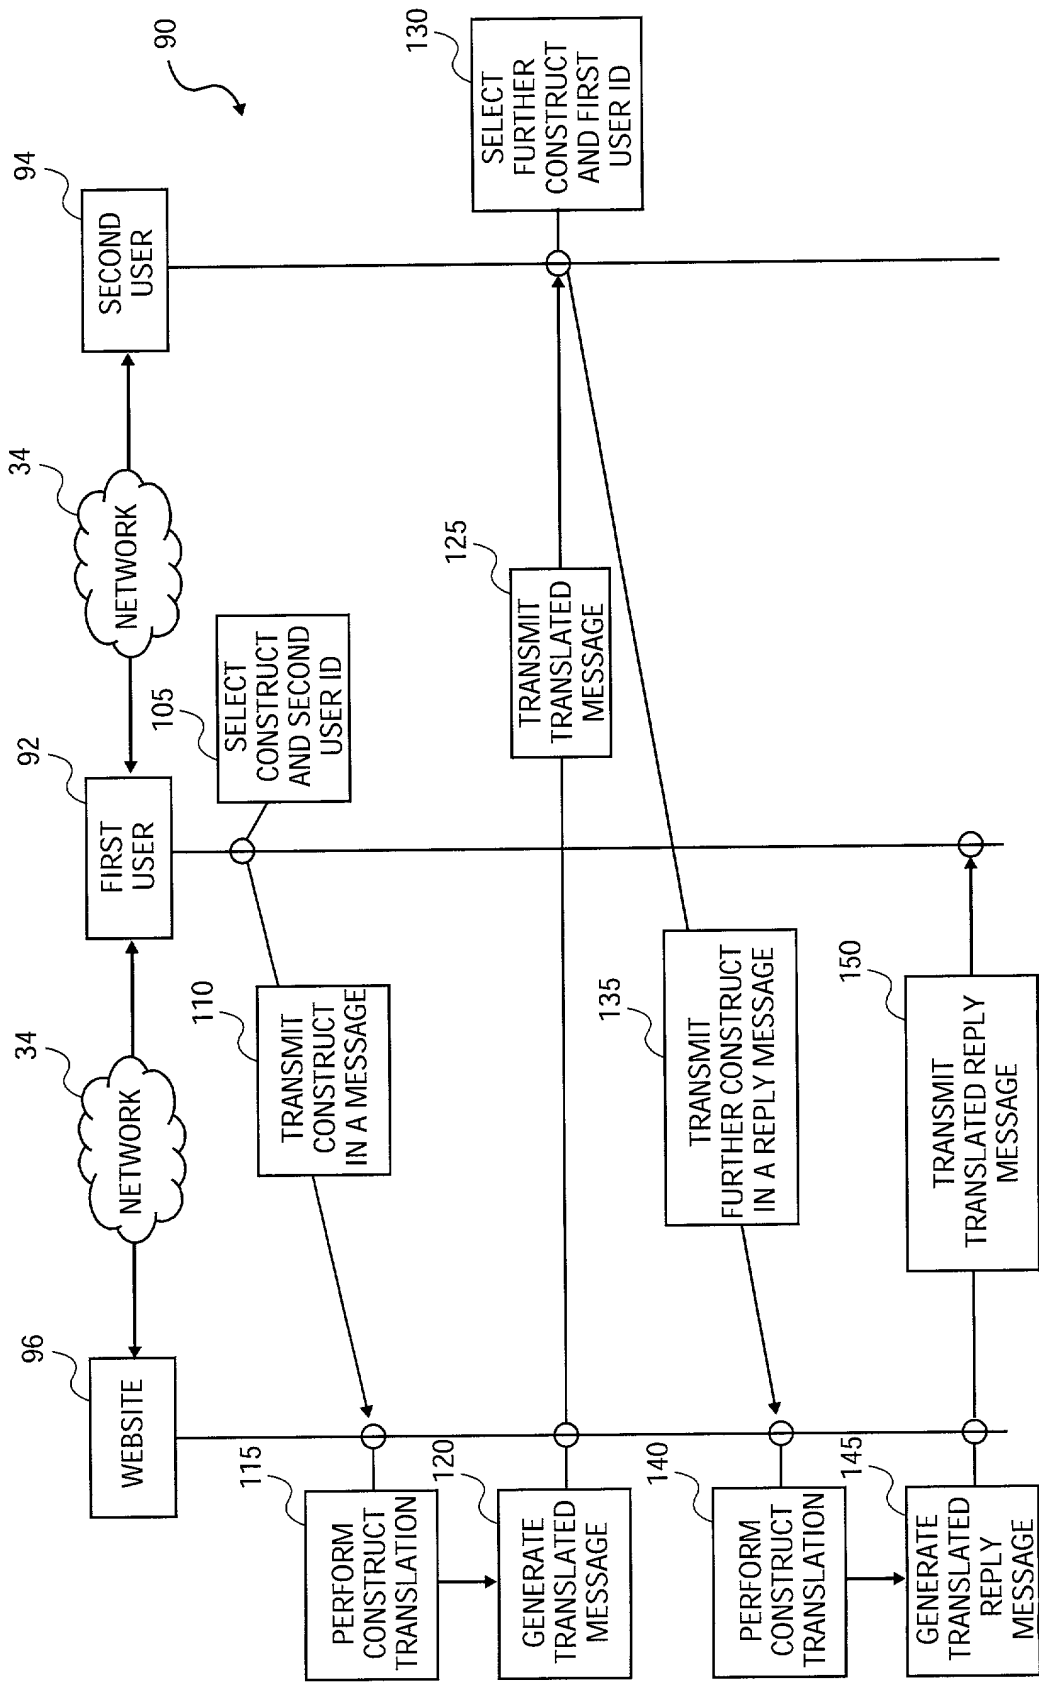 90
96
WEBSITE
34
NETWORK
92
FIRST
USER
34
NETWORK
94
SECOND
USER
105
SELECT
CONSTRUCT
AND SECOND
USER ID
110
TRANSMIT
CONSTRUCT
IN A MESSAGE
115
PERFORM
CONSTRUCT
TRANSLATION
120
GENERATE
TRANSLATED
MESSAGE
125
TRANSMIT
TRANSLATED
MESSAGE
130
SELECT
FURTHER
CONSTRUCT
AND FIRST
USER ID
135
TRANSMIT
FURTHER CONSTRUCT
IN A REPLY MESSAGE
140
PERFORM
CONSTRUCT
TRANSLATION
145
GENERATE
TRANSLATED
REPLY
MESSAGE
150
TRANSMIT
TRANSLATED REPLY
MESSAGE